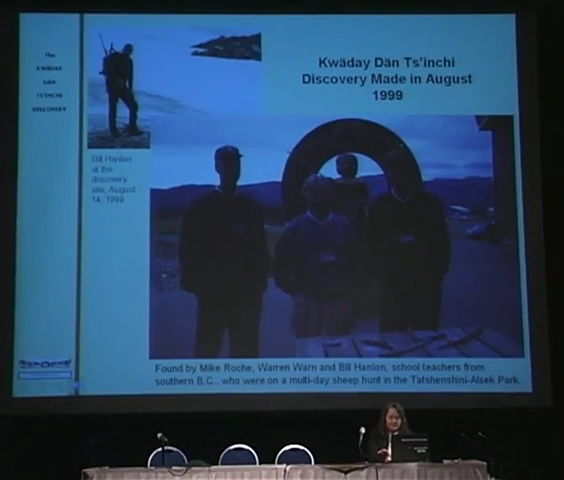 The
KWÄDAY
DÄN
TS'INCHI
DISCOVERY
Kwäday Dän Ts'inchi
Discovery Made in August
1999
Bill Hanlon
at the
discovery
site, August
14, 1999
Found by Mike Roche, Warren Warn and Bill Hanlon, school teachers from
southern B.C., who were on a multi-day sheep hunt in the Tatshenshini-Alsek Park.